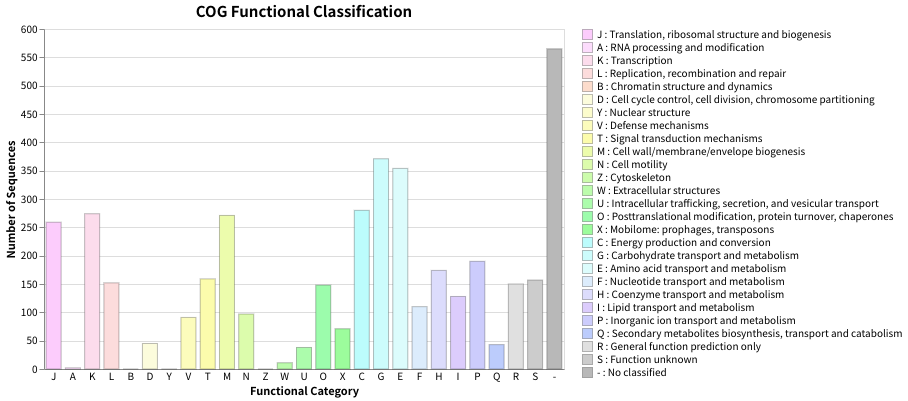 COG Functional Classification
600
550
500
450
400
350
300
250
200
150
100
50
0
Number of Sequences
J A K L B D Y V T M N Z W U O X C G E F H I P Q R S -
Functional Category
J : Translation, ribosomal structure and biogenesis
A : RNA processing and modification
K : Transcription
L : Replication, recombination and repair
B : Chromatin structure and dynamics
D : Cell cycle control, cell division, chromosome partitioning
Y : Nuclear structure
V : Defense mechanisms
T : Signal transduction mechanisms
M : Cell wall/membrane/envelope biogenesis
N : Cell motility
Z : Cytoskeleton
W : Extracellular structures
U : Intracellular trafficking, secretion, and vesicular transport
O : Posttranslational modification, protein turnover, chaperones
X : Mobilome: prophages, transposons
C : Energy production and conversion
G : Carbohydrate transport and metabolism
E : Amino acid transport and metabolism
F : Nucleotide transport and metabolism
H : Coenzyme transport and metabolism
I : Lipid transport and metabolism
P : Inorganic ion transport and metabolism
Q : Secondary metabolites biosynthesis, transport and catabolism
R : General function prediction only
S : Function unknown
- : No classified